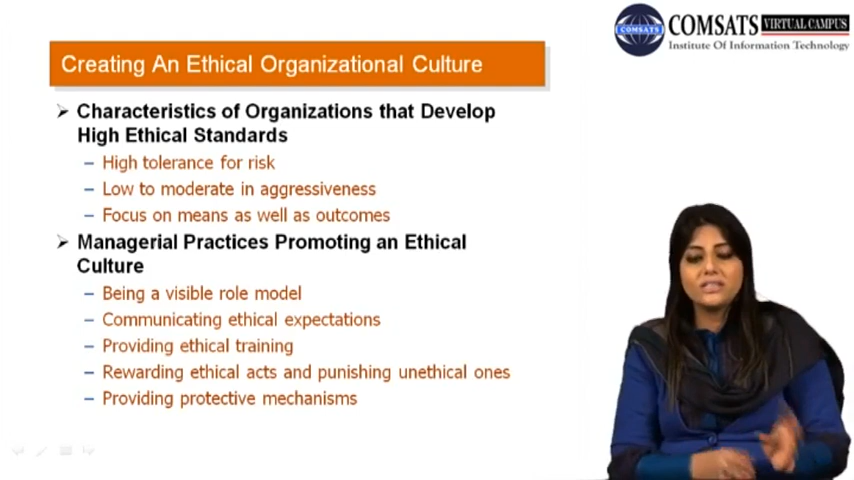 COMSATS
COMSATS VIRTUAL CAMPUS
Institute Of Information Technology
Creating An Ethical Organizational Culture
➢ Characteristics of Organizations that Develop
High Ethical Standards
– High tolerance for risk
– Low to moderate in aggressiveness
– Focus on means as well as outcomes
➢ Managerial Practices Promoting an Ethical
Culture
– Being a visible role model
– Communicating ethical expectations
– Providing ethical training
– Rewarding ethical acts and punishing unethical ones
– Providing protective mechanisms